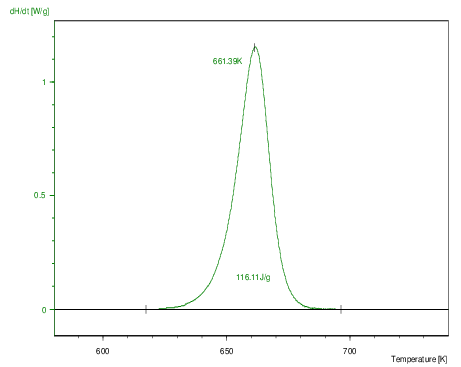 dH/dt [W/g]
661.39K
1
0.5
116.11J/g
0
600 650 700
Temperature [K]